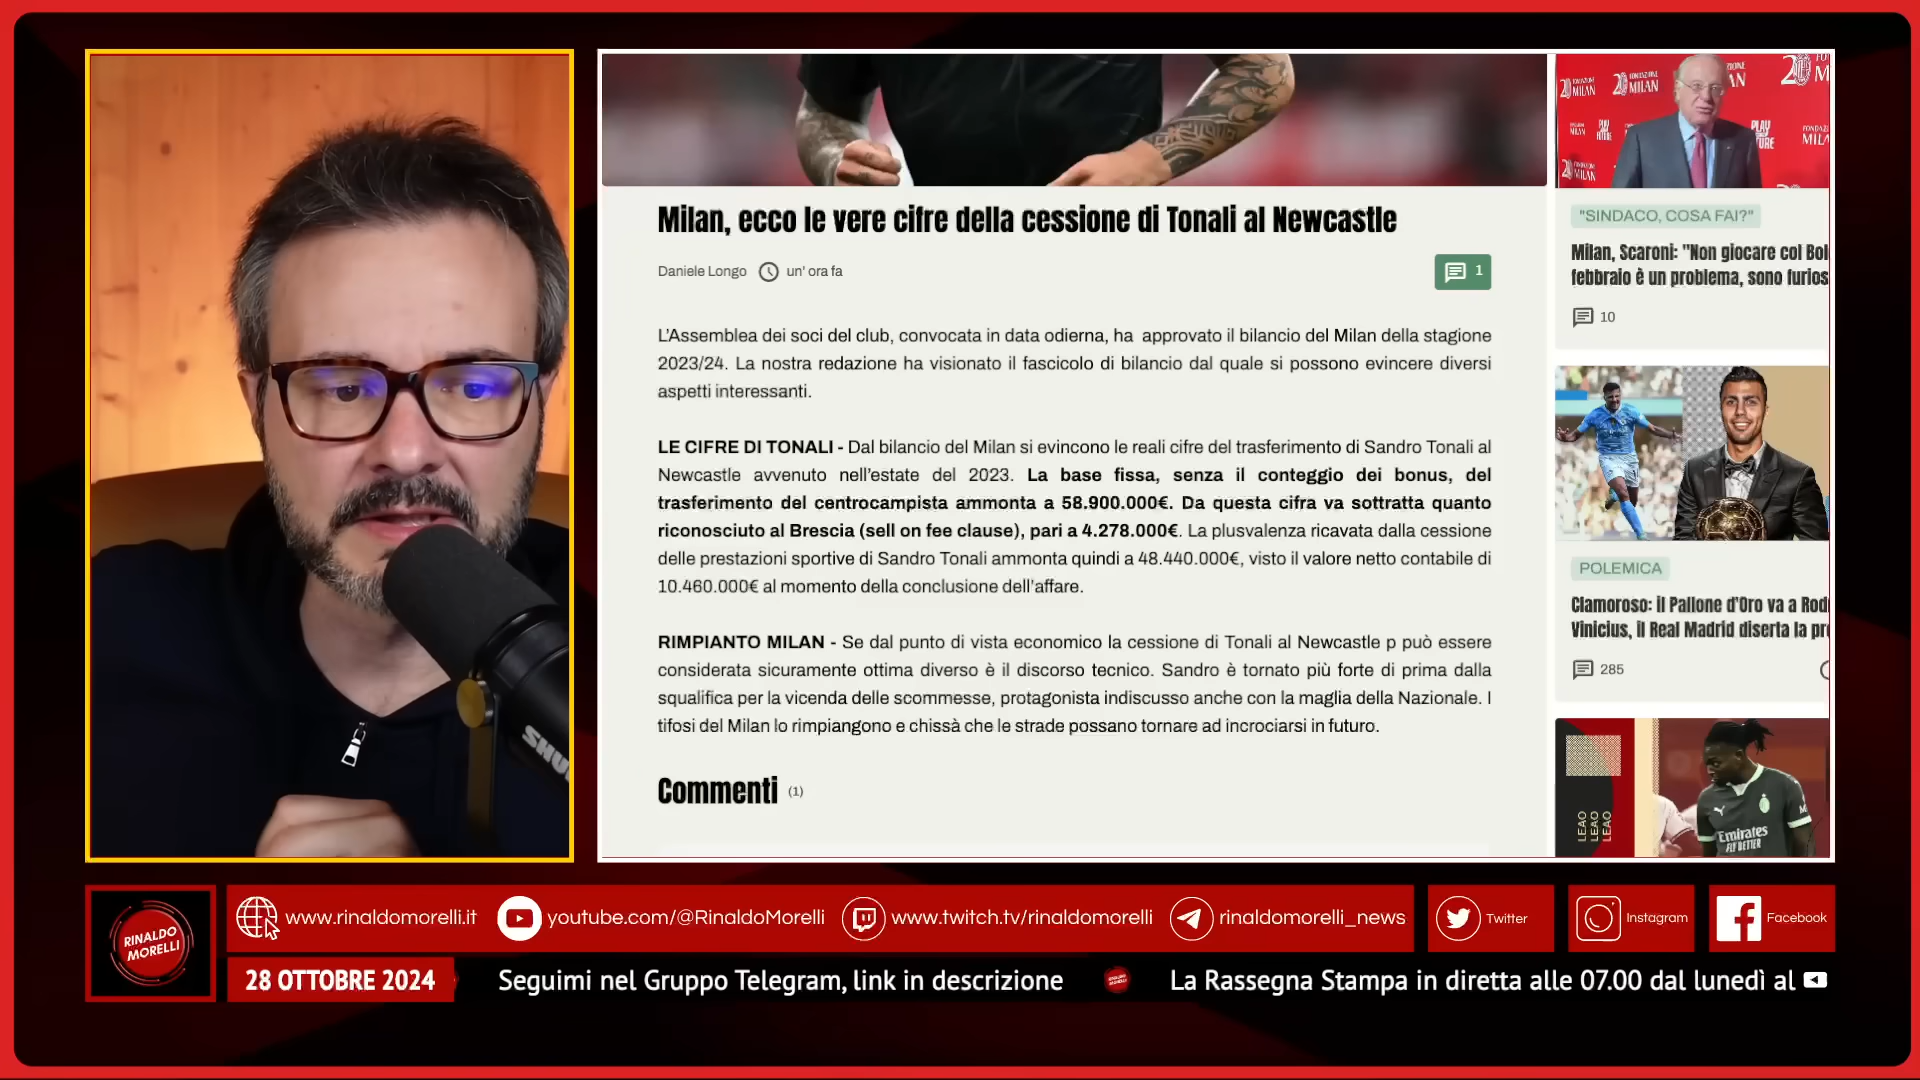 Milan, ecco le vere cifre della cessione di Tonali al Newcastle
Daniele Longo un' ora fa
1
L'Assemblea dei soci del club, convocata in data odierna, ha approvato il bilancio del Milan della stagione
2023/24. La nostra redazione ha visionato il fascicolo di bilancio dal quale si possono evincere diversi
aspetti interessanti.
LE CIFRE DI TONALI - Dal bilancio del Milan si evincono le reali cifre del trasferimento di Sandro Tonali al
Newcastle avvenuto nell'estate del 2023. La base fissa, senza il conteggio dei bonus, del
trasferimento del centrocampista ammonta a 58.900.000€. Da questa cifra va sottratta quanto
riconosciuto al Brescia (sell on fee clause), pari a 4.278.000€. La plusvalenza ricavata dalla cessione
delle prestazioni sportive di Sandro Tonali ammonta quindi a 48.440.000€, visto il valore netto contabile di
10.460.000€ al momento della conclusione dell'affare.
RIMPIANTO MILAN - Se dal punto di vista economico la cessione di Tonali al Newcastle p può essere
considerata sicuramente ottima diverso è il discorso tecnico. Sandro è tornato più forte di prima dalla
squalifica per la vicenda delle scommesse, protagonista indiscusso anche con la maglia della Nazionale. I
tifosi del Milan lo rimpiangono e chissà che le strade possano tornare ad incrociarsi in futuro.
Commenti (1)
FONDAZIONE
MILAN
PLAY
FUTURE
"SINDACO, COSA FAI?"
Milan, Scaroni: "Non giocare col Bol
febbraio è un problema, sono furios
10
POLEMICA
Clamoroso: il Pallone d'Oro va a Rod
Vinicius, il Real Madrid diserta la pr
285
LEAO
LEAO
LEAO
Emirates
FLY BETTER
SHU
RINALDO
MORELLI
www.rinaldomorelli.it
youtube.com/@RinaldoMorelli
www.twitch.tv/rinaldomorelli
rinaldomorelli_news
Twitter
Instagram
Facebook
28 OTTOBRE 2024
Seguimi nel Gruppo Telegram, link in descrizione
La Rassegna Stampa in diretta alle 07.00 dal lunedì al